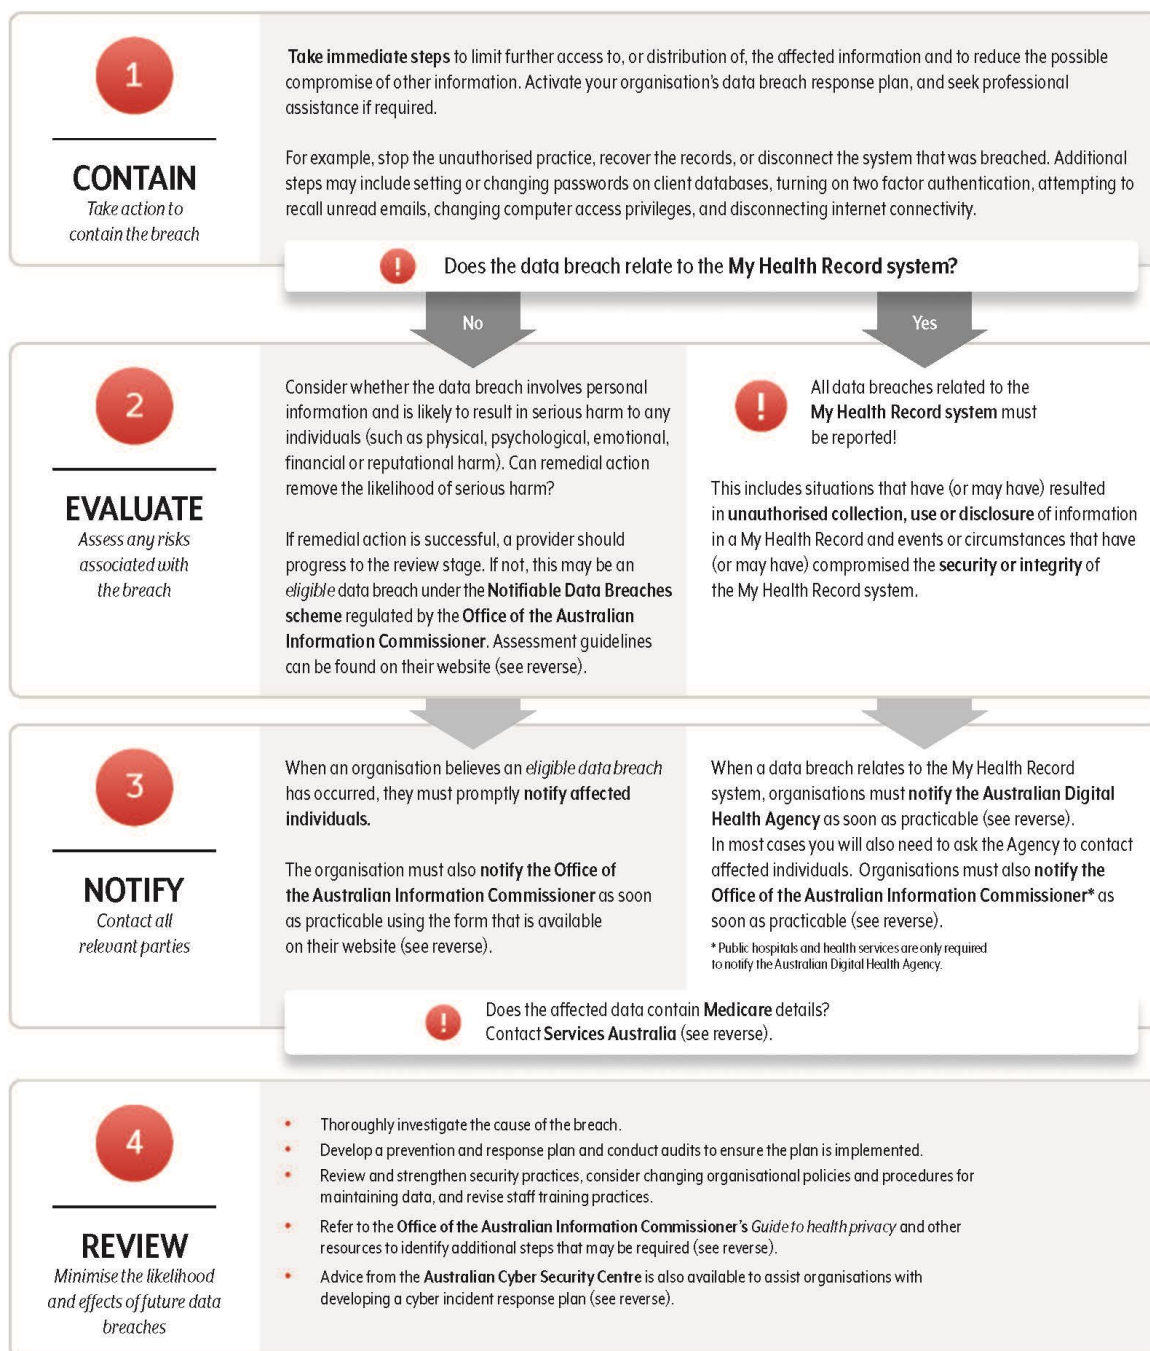 1
CONTAIN
Take action to
contain the breach
Take immediate steps to limit further access to, or distribution of, the affected information and to reduce the possible
compromise of other information. Activate your organisation's data breach response plan, and seek professional
assistance if required.
For example, stop the unauthorised practice, recover the records, or disconnect the system that was breached. Additional
steps may include setting or changing passwords on client databases, turning on two factor authentication, attempting to
recall unread emails, changing computer access privileges, and disconnecting internet connectivity.
! Does the data breach relate to the My Health Record system?
No
Yes
2
EVALUATE
Assess any risks
associated with
the breach
Consider whether the data breach involves personal
information and is likely to result in serious harm to any
individuals (such as physical, psychological, emotional,
financial or reputational harm). Can remedial action
remove the likelihood of serious harm?
If remedial action is successful, a provider should
progress to the review stage. If not, this may be an
eligible data breach under the Notifiable Data Breaches
scheme regulated by the Office of the Australian
Information Commissioner. Assessment guidelines
can be found on their website (see reverse).
!
All data breaches related to the
My Health Record system must
be reported!
This includes situations that have (or may have) resulted
in unauthorised collection, use or disclosure of information
in a My Health Record and events or circumstances that have
(or may have) compromised the security or integrity of
the My Health Record system.
3
NOTIFY
Contact all
relevant parties
When an organisation believes an eligible data breach
has occurred, they must promptly notify affected
individuals.
The organisation must also notify the Office of
the Australian Information Commissioner as soon
as practicable using the form that is available
on their website (see reverse).
When a data breach relates to the My Health Record
system, organisations must notify the Australian Digital
Health Agency as soon as practicable (see reverse).
In most cases you will also need to ask the Agency to contact
affected individuals. Organisations must also notify the
Office of the Australian Information Commissioner* as
soon as practicable (see reverse).
* Public hospitals and health services are only required
to notify the Australian Digital Health Agency.
!
Does the affected data contain Medicare details?
Contact Services Australia (see reverse).
4
REVIEW
Minimise the likelihood
and effects of future data
breaches
• Thoroughly investigate the cause of the breach.
• Develop a prevention and response plan and conduct audits to ensure the plan is implemented.
• Review and strengthen security practices, consider changing organisational policies and procedures for
maintaining data, and revise staff training practices.
• Refer to the Office of the Australian Information Commissioner's Guide to health privacy and other
resources to identify additional steps that may be required (see reverse).
• Advice from the Australian Cyber Security Centre is also available to assist organisations with
developing a cyber incident response plan (see reverse).